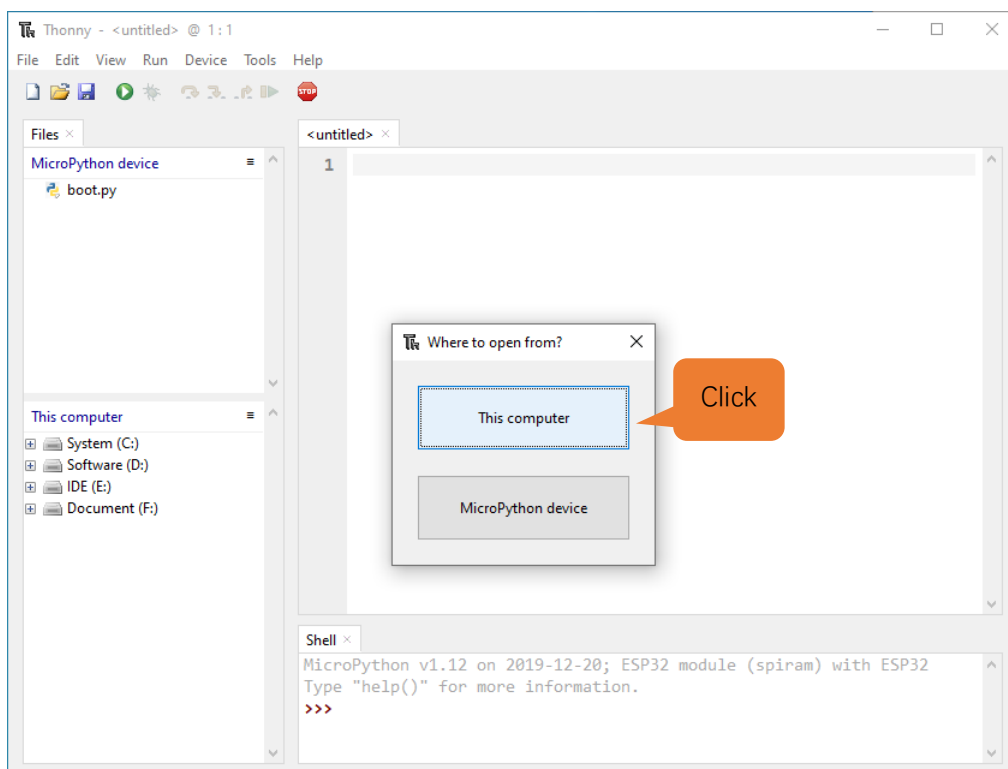 Thonny - <untitled> @ 1:1
File Edit View Run Device Tools Help
STOP
Files
<untitled>
MicroPython device
boot.py
1
Where to open from?
This computer
Click
MicroPython device
This computer
System (C:)
Software (D:)
IDE (E:)
Document (F:)
Shell
MicroPython v1.12 on 2019-12-20; ESP32 module (spiram) with ESP32
Type "help()" for more information.
>>>